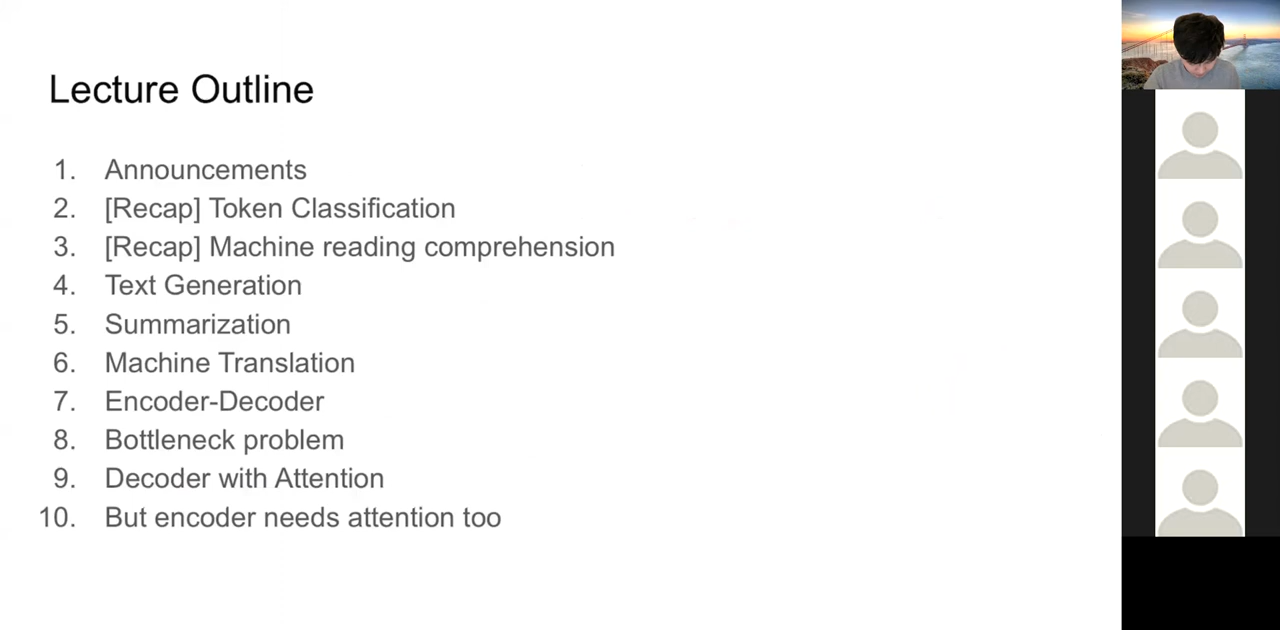 Lecture Outline
1. Announcements
2. [Recap] Token Classification
3. [Recap] Machine reading comprehension
4. Text Generation
5. Summarization
6. Machine Translation
7. Encoder-Decoder
8. Bottleneck problem
9. Decoder with Attention
10. But encoder needs attention too